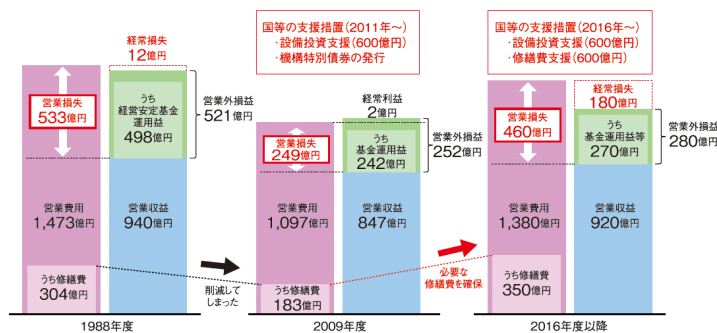 経常損失
12億円
営業損失
533億円
うち
経営安定基金
運用益
498億円
営業外損益
521億円
営業費用
1,473億円
営業収益
940億円
うち修繕費
304億円
1988年度
削減して
しまった
国等の支援措置(2011年〜)
・設備投資支援(600億円)
・機構特別債券の発行
経常利益
2億円
営業損失
249億円
うち
基金運用益
242億円
営業外損益
252億円
営業費用
1,097億円
営業収益
847億円
うち修繕費
183億円
2009年度
必要な
修繕費を確保
国等の支援措置(2016年〜)
・設備投資支援(600億円)
・修繕費支援(600億円)
経常損失
180億円
営業損失
460億円
うち
基金運用益等
270億円
営業外損益
280億円
営業費用
1,380億円
営業収益
920億円
うち修繕費
350億円
2016年度以降